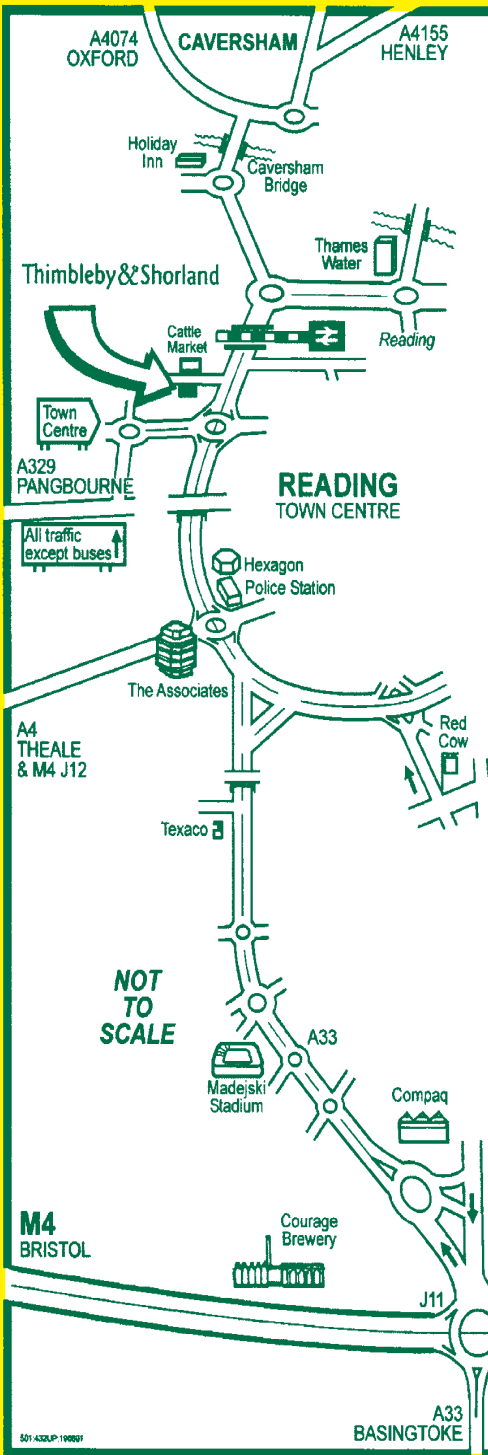 A4074
OXFORD
CAVERSHAM
A4155
HENLEY
Holiday
Inn
Caversham
Bridge
Thames
Water
Thimbleby & Shorland
Cattle
Market
Reading
Town
Centre
A329
PANGBOURNE
READING
TOWN CENTRE
All traffic
except buses
Hexagon
Police Station
The Associates
A4
THEALE
& M4 J12
Red
Cow
Texaco
NOT
TO
SCALE
A33
Madejski
Stadium
Compaq
M4
BRISTOL
Courage
Brewery
J11
A33
BASINGTOKE